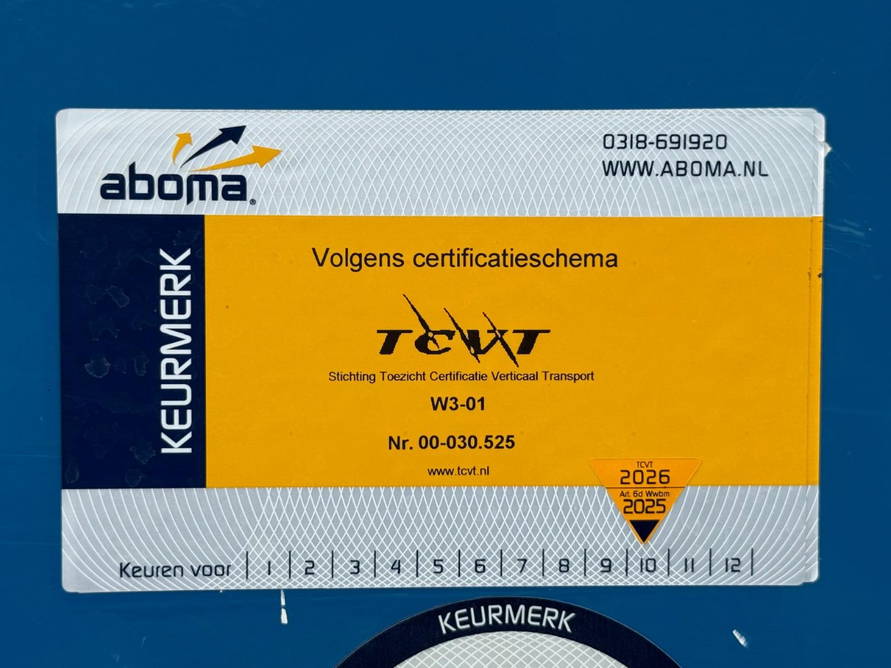 aboma®
0318-691920
WWW.ABOMA.NL
KEURMERK
Volgens certificatieschema
TCVT
Stichting Toezicht Certificatie Verticaal Transport
W3-01
Nr. 00-030.525
www.tcvt.nl
TCVT
2026
Art. 6d Wwbm
2025
Keuren voor | 1 | 2 | 3 | 4 | 5 | 6 | 7 | 8 | 9 | 10 | 11 | 12 |
KEURMERK